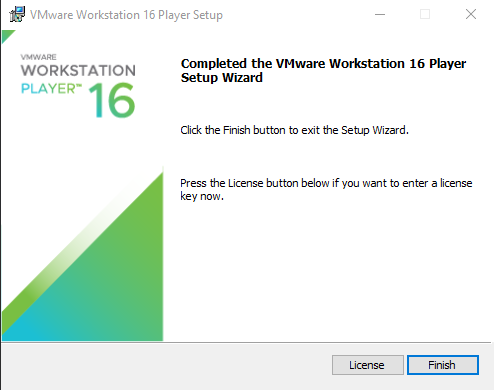 VMware Workstation 16 Player Setup
VMWARE
WORKSTATION
PLAYER™ 16
Completed the VMware Workstation 16 Player
Setup Wizard
Click the Finish button to exit the Setup Wizard.
Press the License button below if you want to enter a license
key now.
License
Finish